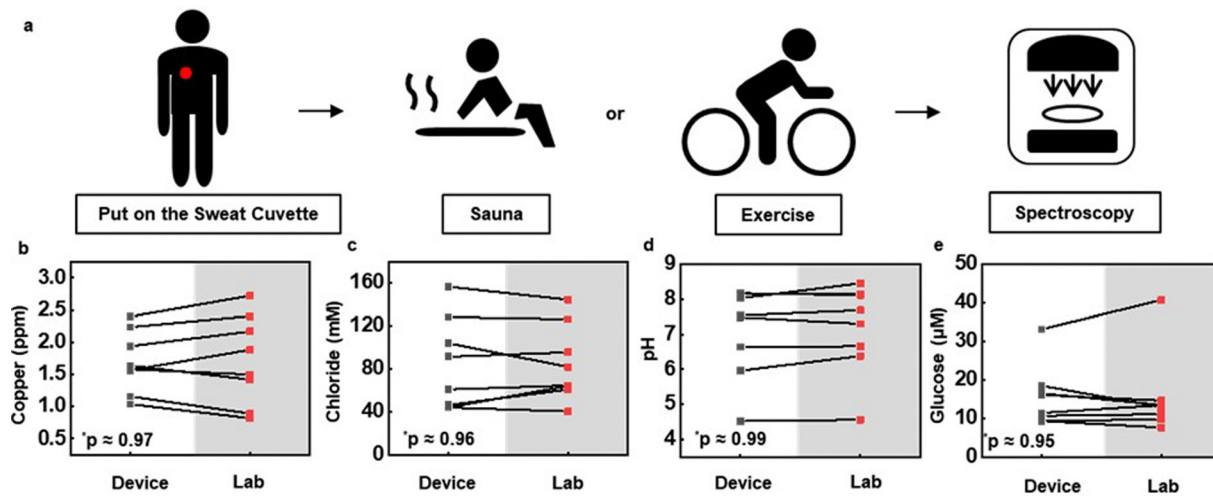 a
or
Put on the Sweat Cuvette
Sauna
Exercise
Spectroscopy
b
Copper (ppm)
3.0
2.5
2.0
1.5
1.0
0.5
*p ≈ 0.97
Device
Lab
c
Chloride (mM)
160
120
80
40
0
*p ≈ 0.96
Device
Lab
d
pH
9
8
7
6
5
4
*p ≈ 0.99
Device
Lab
e
Glucose (µM)
50
40
30
20
10
0
*p ≈ 0.95
Device
Lab